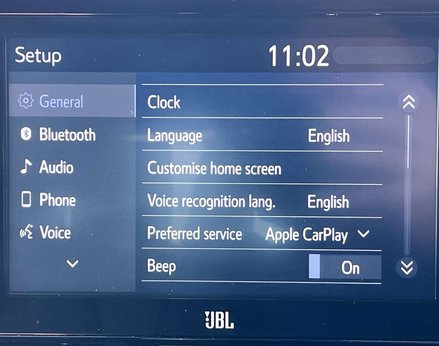 Setup 11:02
General
Bluetooth
Audio
Phone
Voice
Clock
Language English
Customise home screen
Voice recognition lang. English
Preferred service Apple CarPlay
Beep On
JBL